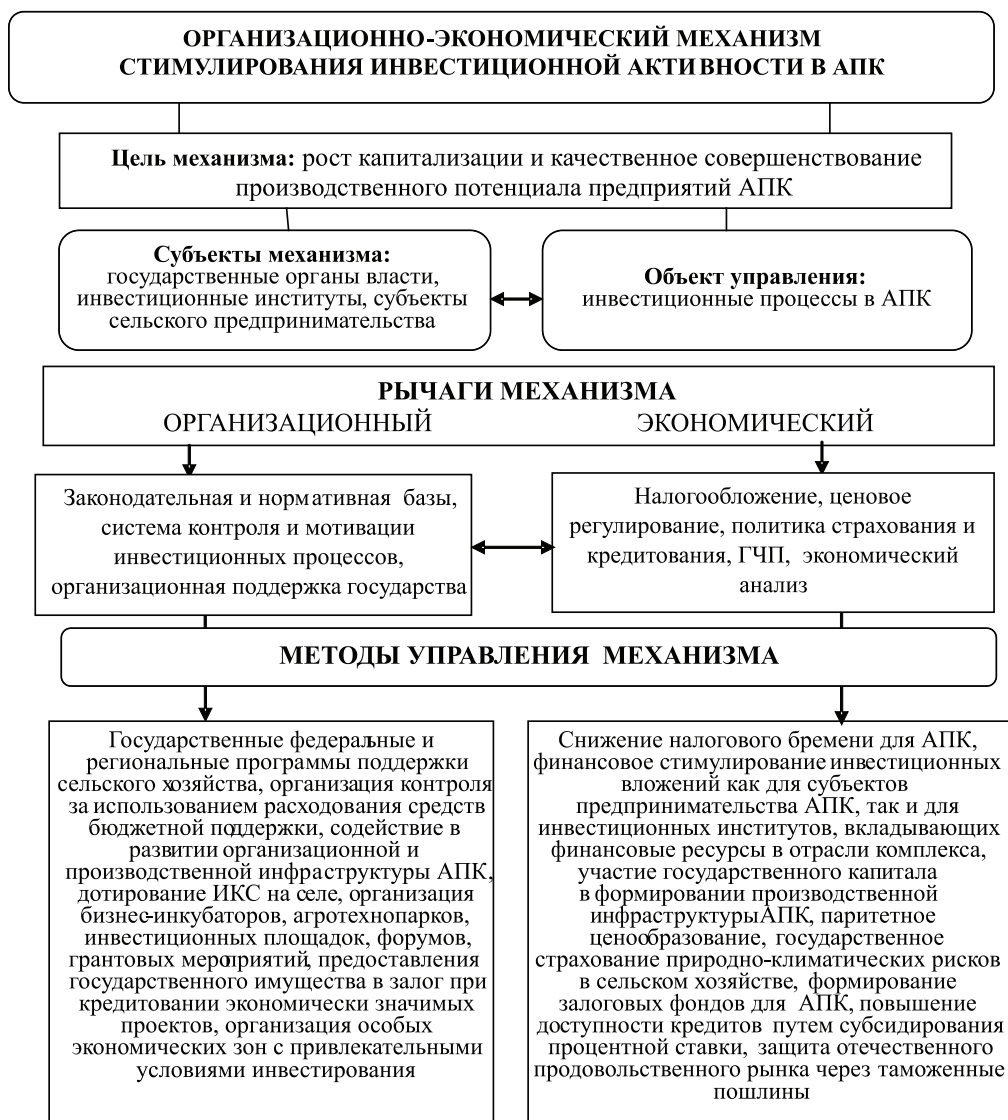 ОРГАНИЗАЦИОННО-ЭКОНОМИЧЕСКИЙ МЕХАНИЗМ
СТИМУЛИРОВАНИЯ ИНВЕСТИЦИОННОЙ АКТИВНОСТИ В АПК
Цель механизма: рост капитализации и качественное совершенствование
производственного потенциала предприятий АПК
Субъекты механизма:
государственные органы власти,
инвестиционные институты, субъекты
сельского предпринимательства
Объект управления:
инвестиционные процессы в АПК
РЫЧАГИ МЕХАНИЗМА
ОРГАНИЗАЦИОННЫЙ ЭКОНОМИЧЕСКИЙ
Законодательная и нормативная базы,
система контроля и мотивации
инвестиционных процессов,
организационная поддержка государства
Налогообложение, ценовое
регулирование, политика страхования и
кредитования, ГЧП, экономический
анализ
МЕТОДЫ УПРАВЛЕНИЯ МЕХАНИЗМА
Государственные федеральные и
региональные программы поддержки
сельского хозяйства, организация контроля
за использованием расходования средств
бюджетной поддержки, содействие в
развитии организационной и
производственной инфраструктуры АПК,
дотирование ИКС на селе, организация
бизнес-инкубаторов, агротехнопарков,
инвестиционных площадок, форумов,
грантовых мероприятий, предоставления
государственного имущества в залог при
кредитовании экономически значимых
проектов, организация особых
экономических зон с привлекательными
условиями инвестирования
Снижение налогового бремени для АПК,
финансовое стимулирование инвестиционных
вложений как для субъектов
предпринимательства АПК, так и для
инвестиционных институтов, вкладывающих
финансовые ресурсы в отрасли комплекса,
участие государственного капитала
в формировании производственной
инфраструктуры АПК, паритетное
ценообразование, государственное
страхование природно-климатических рисков
в сельском хозяйстве, формирование
залоговых фондов для АПК, повышение
доступности кредитов путем субсидирования
процентной ставки, защита отечественного
продовольственного рынка через таможенные
пошлины